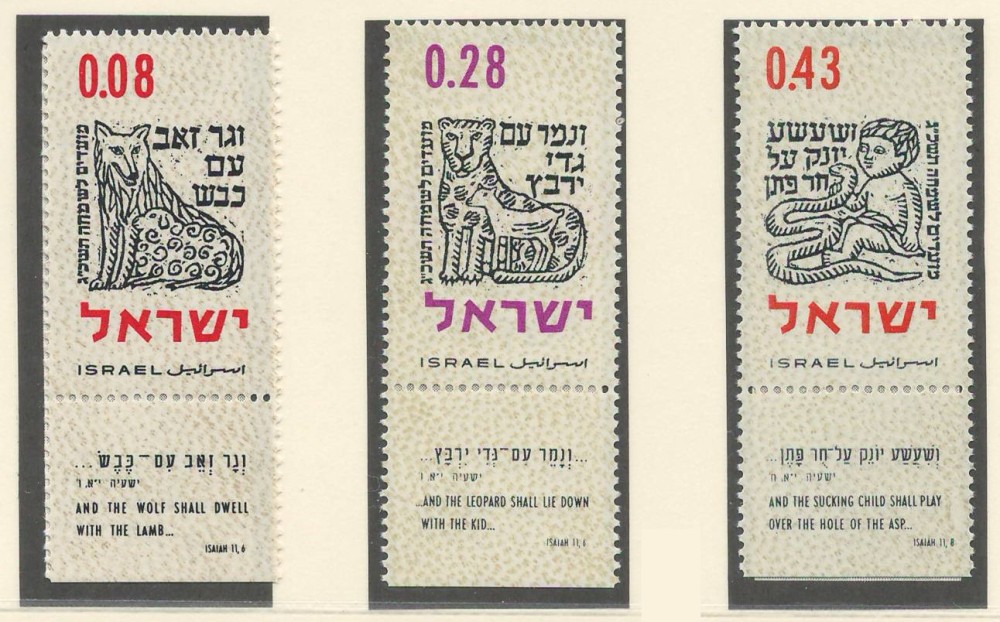 0.08
וגר זאב
עם
כבש
מועדים לשמחה תשכ״ג
ישראל
ISRAEL اسرائيل
וְגָר זְאֵב עִם־כֶּבֶשׂ...
ישעיה י״א, ו
AND THE WOLF SHALL DWELL
WITH THE LAMB...
ISAIAH 11, 6
0.28
ונמר עם
גדי
ירבץ
מועדים לשמחה תשכ״ג
ישראל
ISRAEL اسرائيل
...וְנָמֵר עִם־גְּדִי יִרְבָּץ...
ישעיה י״א, ו
...AND THE LEOPARD SHALL LIE DOWN
WITH THE KID...
ISAIAH 11, 6
0.43
ושעשע
יונק על
חר פתן
מועדים לשמחה תשכ״ג
ישראל
ISRAEL اسرائيل
וְשִׁעֲשַׁע יוֹנֵק עַל־חֻר פָּתֶן...
ישעיה י״א, ח
AND THE SUCKING CHILD SHALL PLAY
OVER THE HOLE OF THE ASP...
ISAIAH 11, 8